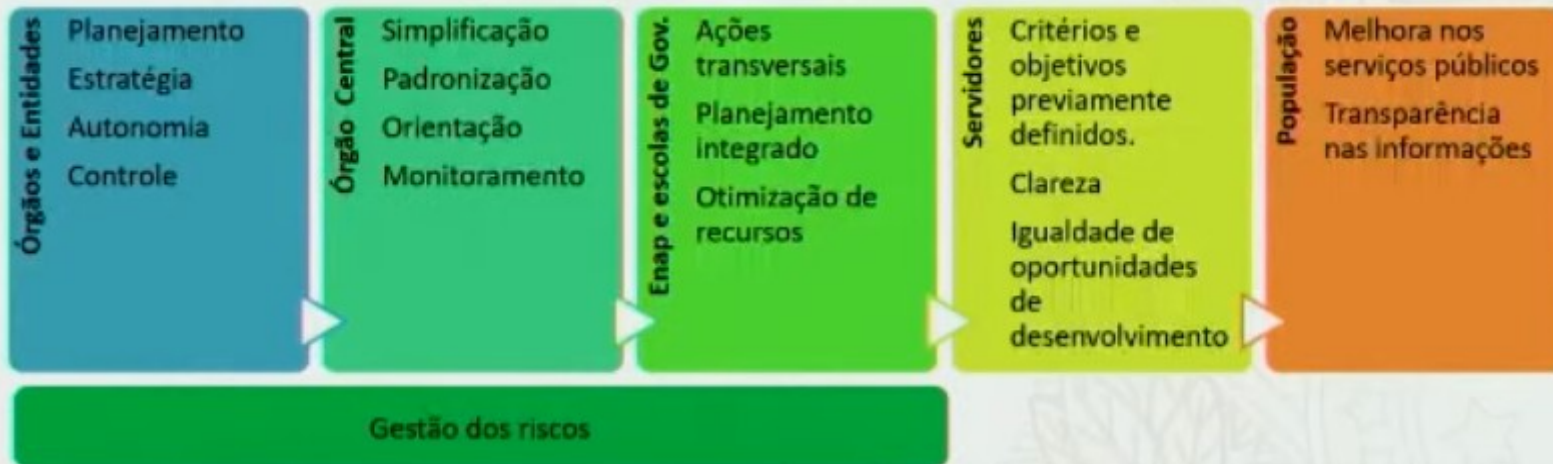 Órgãos e Entidades
Planejamento
Estratégia
Autonomia
Controle
Órgão Central
Simplificação
Padronização
Orientação
Monitoramento
Enap e escolas de Gov.
Ações
transversais
Planejamento
integrado
Otimização de
recursos
Servidores
Critérios e
objetivos
previamente
definidos.
Clareza
Igualdade de
oportunidades
de
desenvolvimento
População
Melhora nos
serviços públicos
Transparência
nas informações
Gestão dos riscos